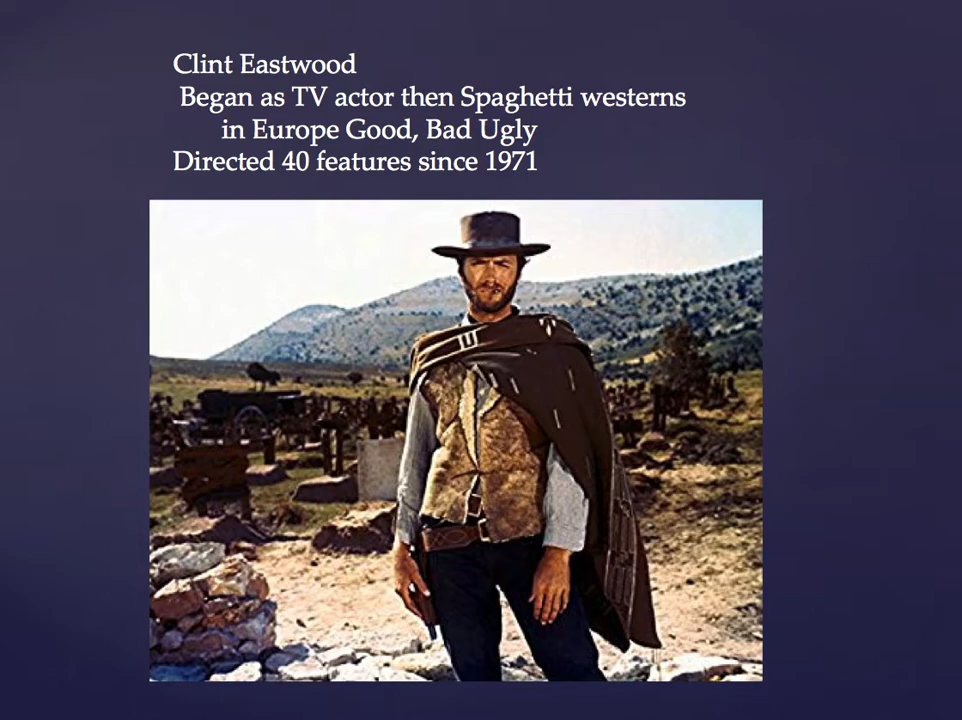 Clint Eastwood
Began as TV actor then Spaghetti westerns
in Europe Good, Bad Ugly
Directed 40 features since 1971